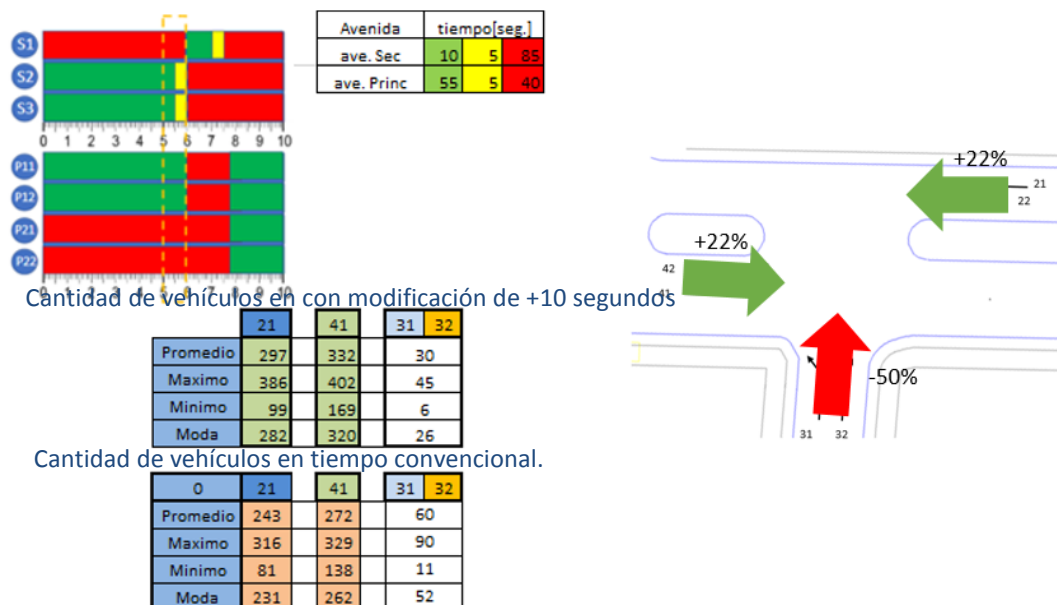 Avenida tiempo[seg.]
ave. Sec 10 5 85
ave. Princ 55 5 40
S1
S2
S3
0 1 2 3 4 5 6 7 8 9 10
P11
P12
P21
P22
0 1 2 3 4 5 6 7 8 9 10
Cantidad de vehículos en con modificación de +10 segundos
21 41 31 32
Promedio 297 332 30
Maximo 386 402 45
Minimo 99 169 6
Moda 282 320 26
Cantidad de vehículos en tiempo convencional.
0 21 41 31 32
Promedio 243 272 60
Maximo 316 329 90
Minimo 81 138 11
Moda 231 262 52
+22%
21
22
+22%
42
41
-50%
31 32